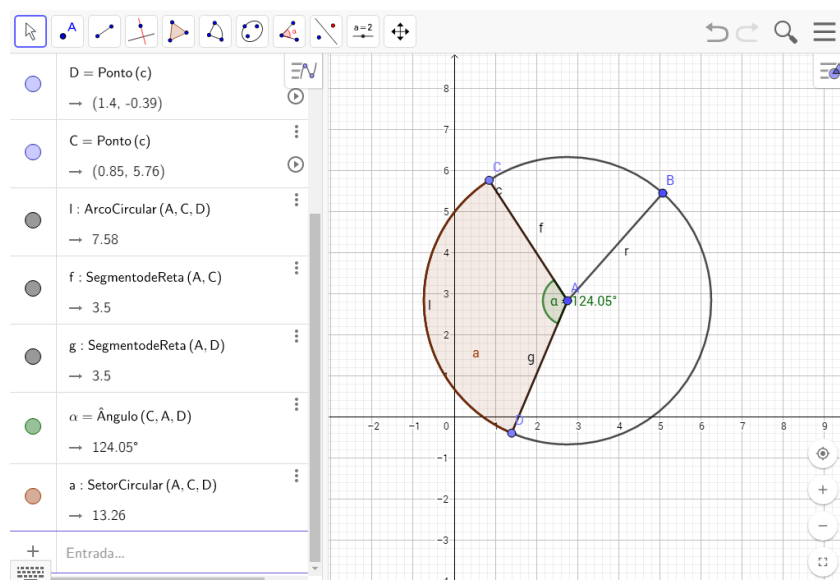 A
a=2
D = Ponto (c)
→ (1.4, -0.39)
C = Ponto (c)
→ (0.85, 5.76)
l : ArcoCircular (A, C, D)
→ 7.58
f : SegmentodeReta (A, C)
→ 3.5
g : SegmentodeReta (A, D)
→ 3.5
α = Ângulo (C, A, D)
→ 124.05°
a : SetorCircular (A, C, D)
→ 13.26
Entrada...
8
7
6
5
4
3
2
1
−1
−2
−3
−2
−1
0
1
2
3
4
5
6
7
8
9
C
c
B
f
r
A
α = 124.05°
l
a
g
D